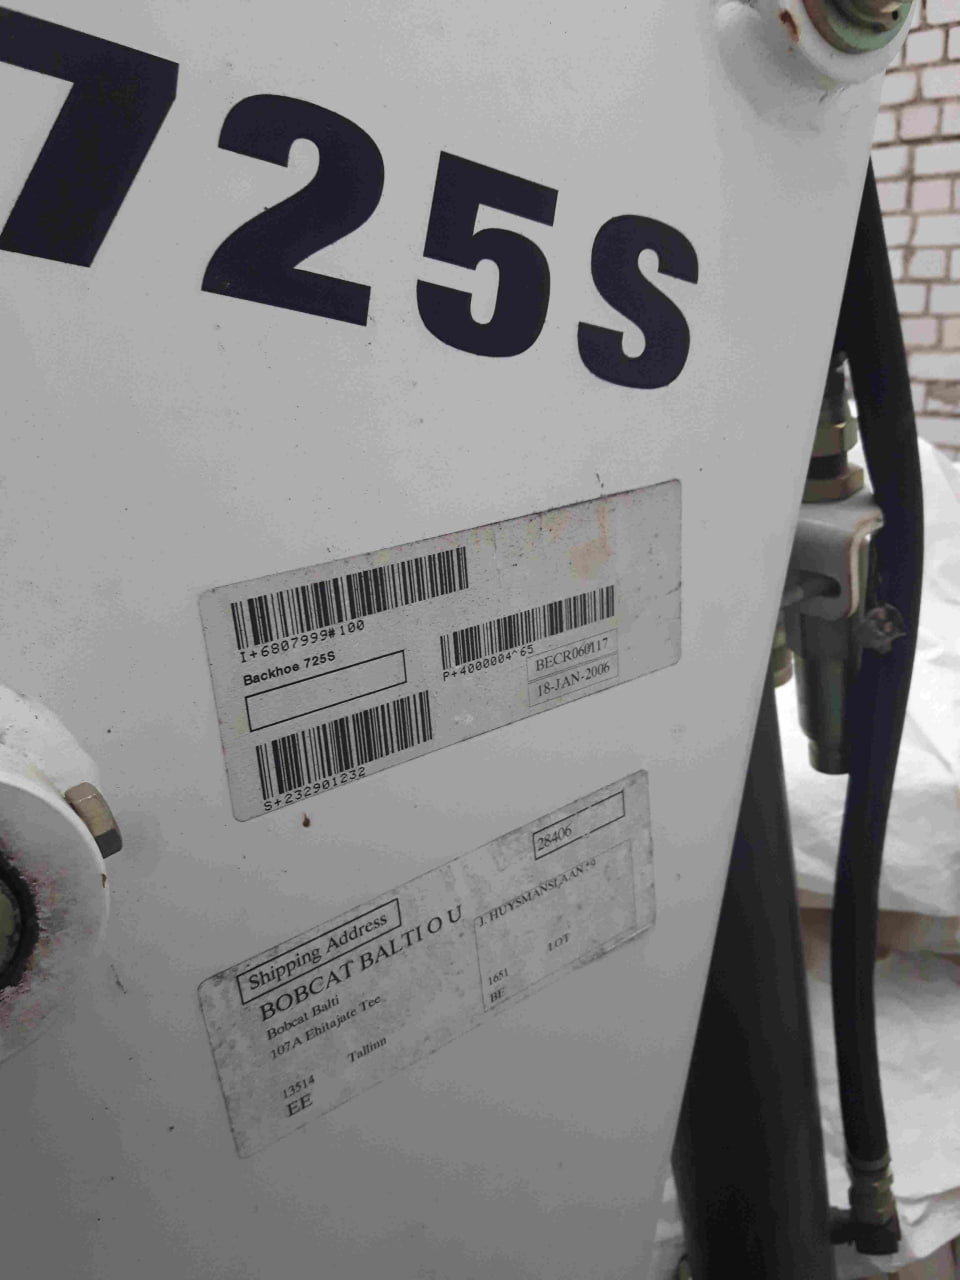 725S
I+6807999#100
Backhoe 725S
P+4000004^65
BECR060117
18-JAN-2006
S+232901232
28406
Shipping Address
BOBCAT BALTI O U
Bobcat Balti
107A Ehitajate Tee
Tallinn
13514
EE
J. HUYSMANSLAAN *9
1651 LOT
BE